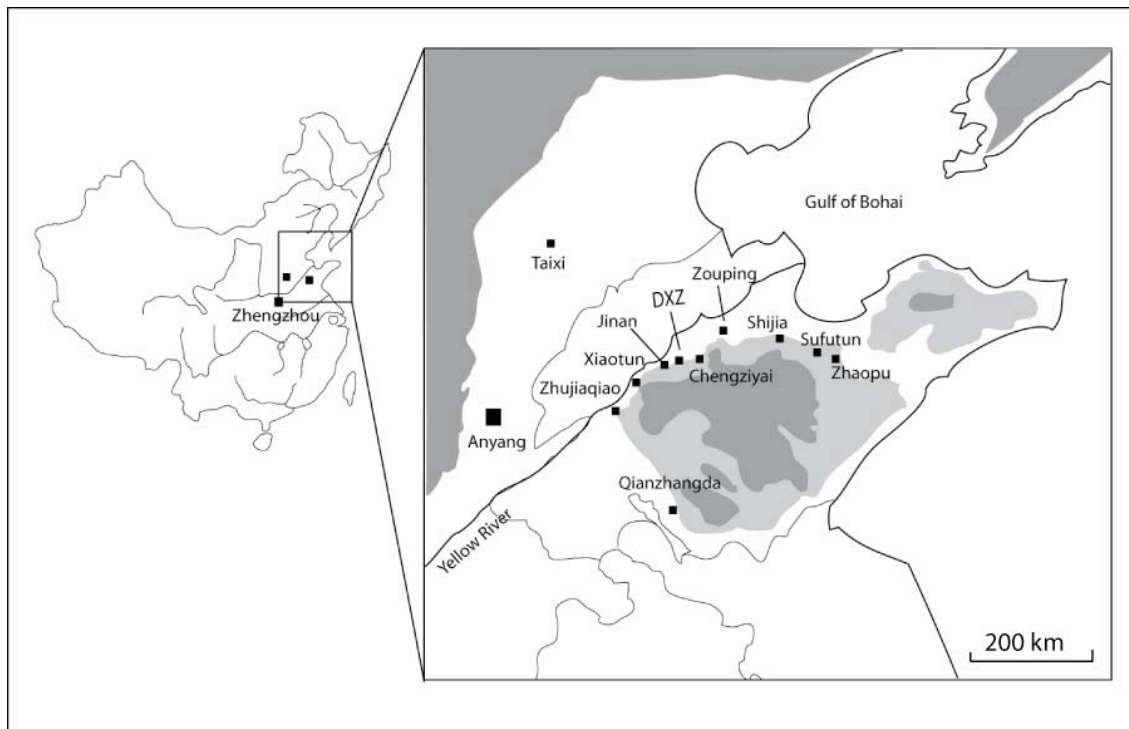 Gulf of Bohai
Taixi
Zouping
DXZ
Jinan
Shijia
Zhengzhou
Xiaotun
Sufutun
Chengziyai
Zhaopu
Zhujiaqiao
Anyang
Qianzhangda
Yellow River
200 km